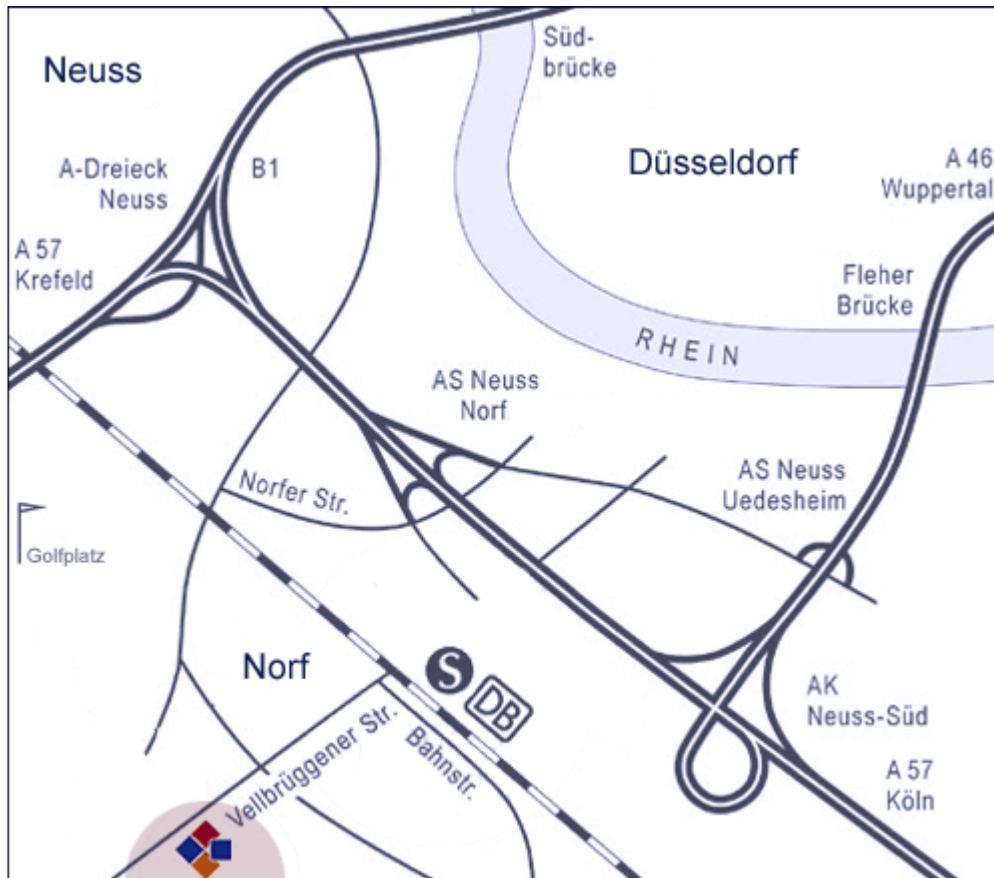 Süd-
brücke
Neuss
Düsseldorf
A-Dreieck
Neuss
B1
A 46
Wuppertal
A 57
Krefeld
Fleher
Brücke
RHEIN
AS Neuss
Norf
AS Neuss
Uedesheim
Norfer Str.
Golfplatz
Norf
S
DB
AK
Neuss-Süd
Vellbrüggener Str.
Bahnstr.
A 57
Köln